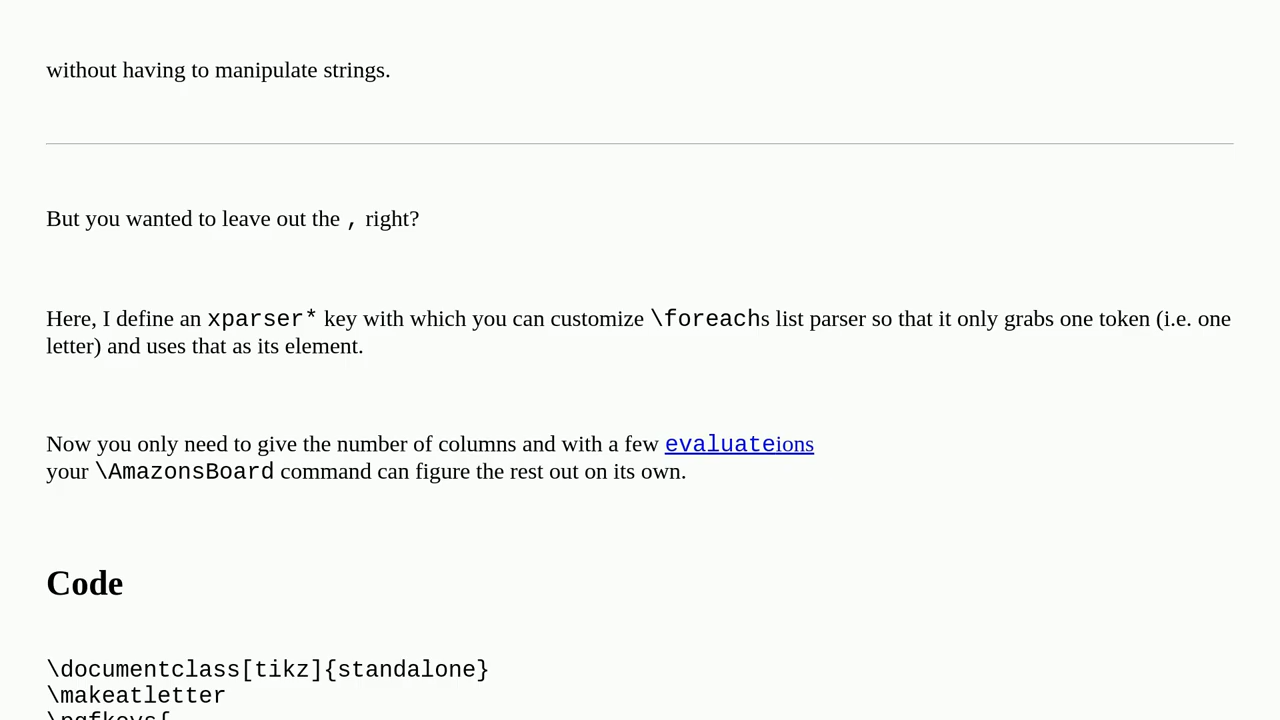 without having to manipulate strings.
But you wanted to leave out the , right?
Here, I define an xparser* key with which you can customize \foreachs list parser so that it only grabs one token (i.e. one
letter) and uses that as its element.
Now you only need to give the number of columns and with a few evaluateions
your \AmazonsBoard command can figure the rest out on its own.
Code
\documentclass[tikz]{standalone}
\makeatletter
\pgfkeys{